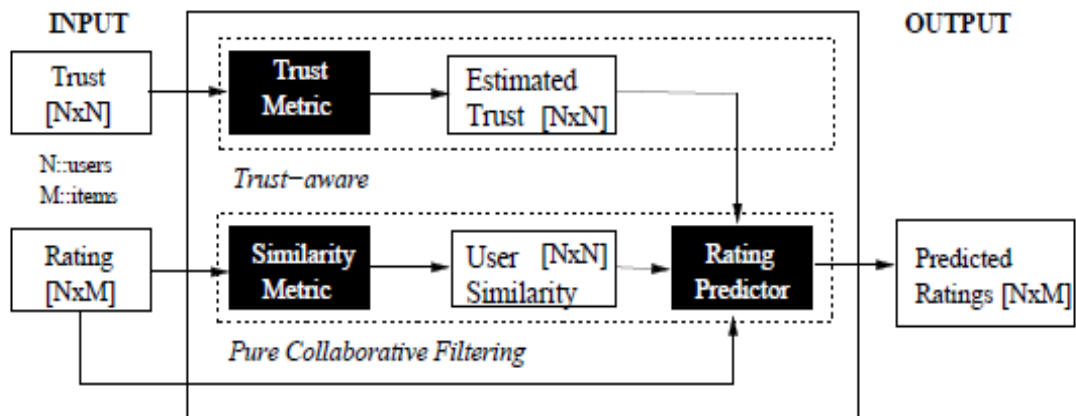 INPUT
OUTPUT
Trust
[NxN]
Trust
Metric
Estimated
Trust [NxN]
N::users
M::items
Trust−aware
Rating
[NxM]
Similarity
Metric
User [NxN]
Similarity
Rating
Predictor
Predicted
Ratings [NxM]
Pure Collaborative Filtering